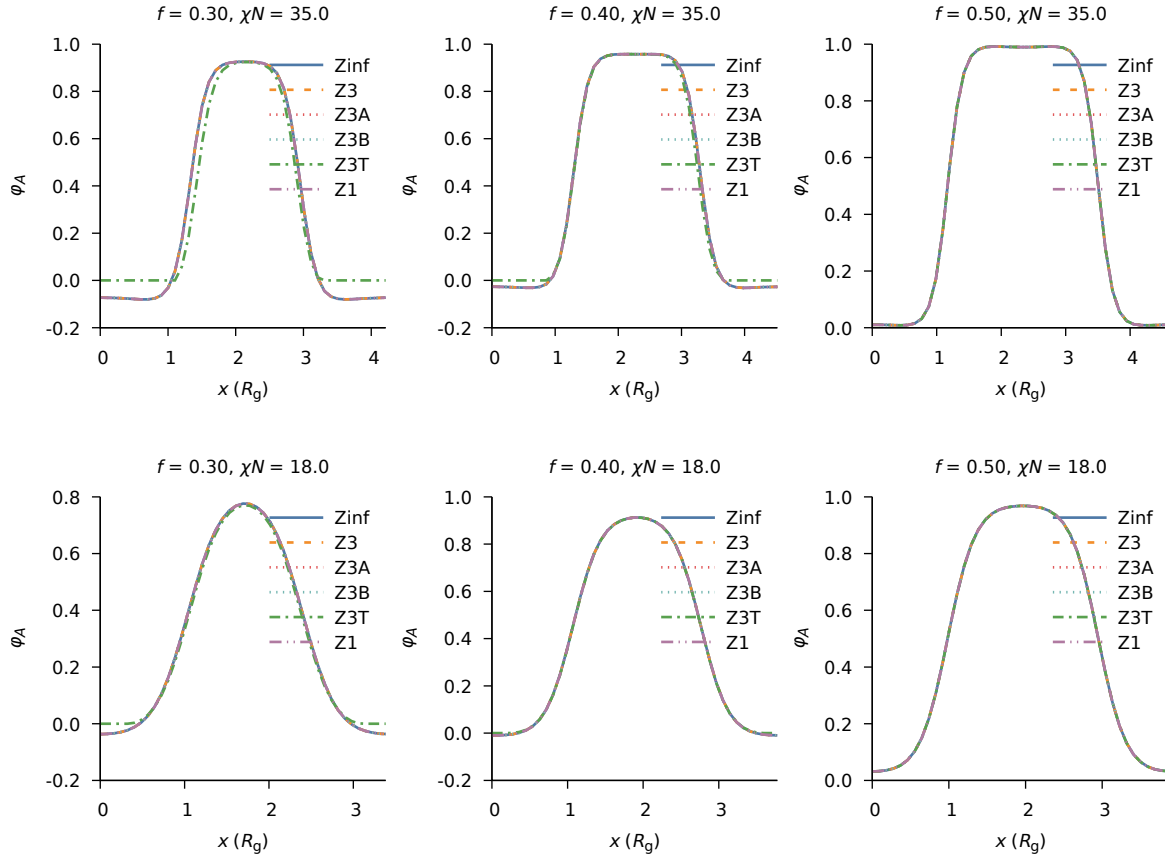 f = 0.30, χN = 35.0
1.0
0.8
0.6
0.4
0.2
0.0
-0.2
φA
0 1 2 3 4
x (Rg)
Zinf
Z3
Z3A
Z3B
Z3T
Z1
f = 0.40, χN = 35.0
1.0
0.8
0.6
0.4
0.2
0.0
-0.2
φA
0 1 2 3 4
x (Rg)
Zinf
Z3
Z3A
Z3B
Z3T
Z1
f = 0.50, χN = 35.0
1.0
0.8
0.6
0.4
0.2
0.0
φA
0 1 2 3 4
x (Rg)
Zinf
Z3
Z3A
Z3B
Z3T
Z1
f = 0.30, χN = 18.0
0.8
0.6
0.4
0.2
0.0
-0.2
φA
0 1 2 3
x (Rg)
Zinf
Z3
Z3A
Z3B
Z3T
Z1
f = 0.40, χN = 18.0
1.0
0.8
0.6
0.4
0.2
0.0
-0.2
φA
0 1 2 3
x (Rg)
Zinf
Z3
Z3A
Z3B
Z3T
Z1
f = 0.50, χN = 18.0
1.0
0.8
0.6
0.4
0.2
0.0
φA
0 1 2 3
x (Rg)
Zinf
Z3
Z3A
Z3B
Z3T
Z1